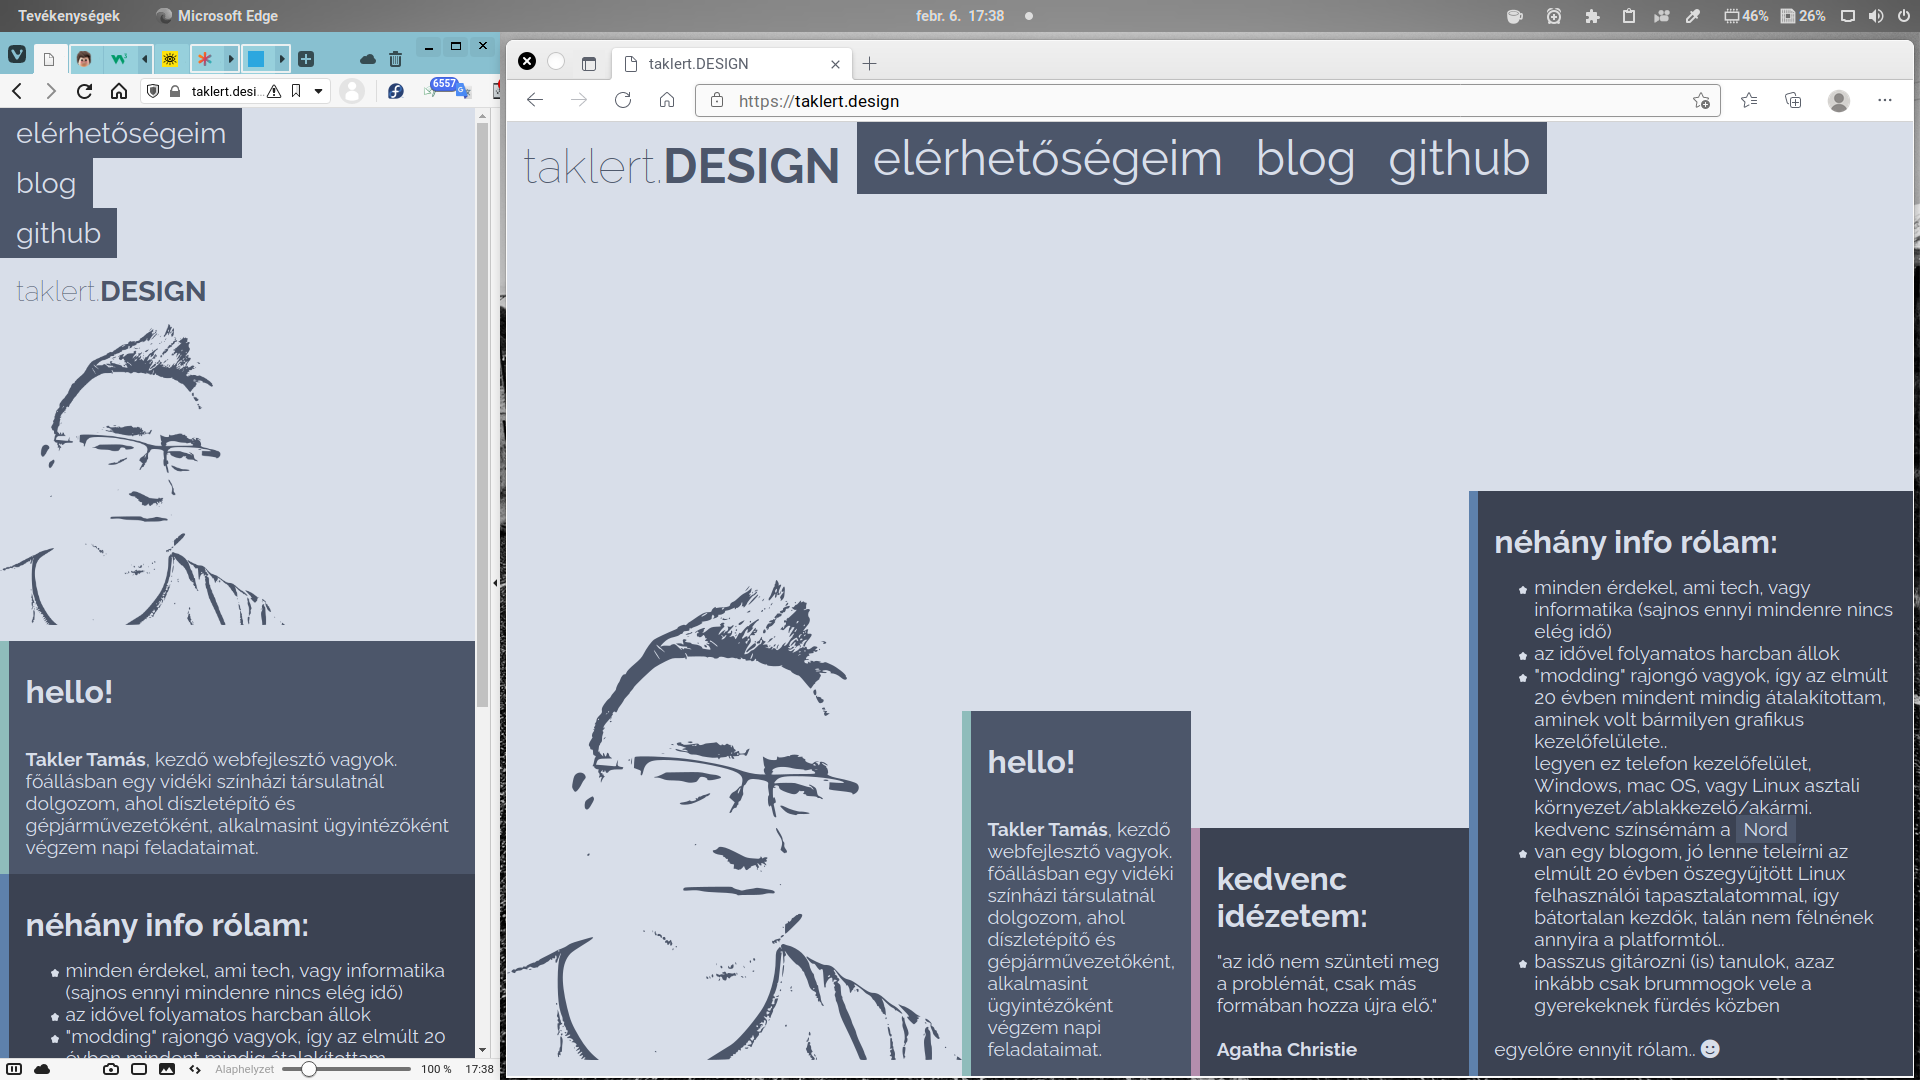 Tevékenységek
Microsoft Edge
febr. 6. 17:38
46%
26%
taklert.desi...
6557
elérhetőségeim
blog
github
taklert.DESIGN
hello!
Takler Tamás, kezdő webfejlesztő vagyok.
főállásban egy vidéki színházi társulatnál
dolgozom, ahol díszletépítő és
gépjárművezetőként, alkalmasint ügyintézőként
végzem napi feladataimat.
néhány info rólam:
minden érdekel, ami tech, vagy informatika
(sajnos ennyi mindenre nincs elég idő)
az idővel folyamatos harcban állok
"modding" rajongó vagyok, így az elmúlt 20
évben mindent mindig átalakítottam,
Alaphelyzet
100 %
17:38
taklert.DESIGN
https://taklert.design
taklert.DESIGN
elérhetőségeim blog github
hello!
Takler Tamás, kezdő
webfejlesztő vagyok.
főállásban egy vidéki
színházi társulatnál
dolgozom, ahol
díszletépítő és
gépjárművezetőként,
alkalmasint
ügyintézőként
végzem napi
feladataimat.
kedvenc
idézetem:
"az idő nem szünteti meg
a problémát, csak más
formában hozza újra elő."
Agatha Christie
néhány info rólam:
minden érdekel, ami tech, vagy
informatika (sajnos ennyi mindenre nincs
elég idő)
az idővel folyamatos harcban állok
"modding" rajongó vagyok, így az elmúlt
20 évben mindent mindig átalakítottam,
aminek volt bármilyen grafikus
kezelőfelülete..
legyen ez telefon kezelőfelület,
Windows, mac OS, vagy Linux asztali
környezet/ablakkezelő/akármi.
kedvenc színsémám a Nord
van egy blogom, jó lenne teleírni az
elmúlt 20 évben öszegyűjtött Linux
felhasználói tapasztalatommal, így
bátortalan kezdők, talán nem félnének
annyira a platformtól..
basszus gitározni (is) tanulok, azaz
inkább csak brummogok vele a
gyerekeknek fürdés közben
egyelőre ennyit rólam..